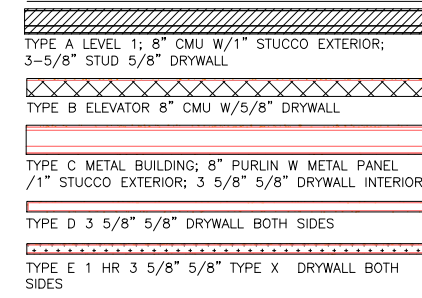 TYPE A LEVEL 1; 8" CMU W/1" STUCCO EXTERIOR;
3-5/8" STUD 5/8" DRYWALL
TYPE B ELEVATOR 8" CMU W/5/8" DRYWALL
TYPE C METAL BUILDING; 8" PURLIN W METAL PANEL
/1" STUCCO EXTERIOR; 3 5/8" 5/8" DRYWALL INTERIOR
TYPE D 3 5/8" 5/8" DRYWALL BOTH SIDES
TYPE E 1 HR 3 5/8" 5/8" TYPE X DRYWALL BOTH
SIDES